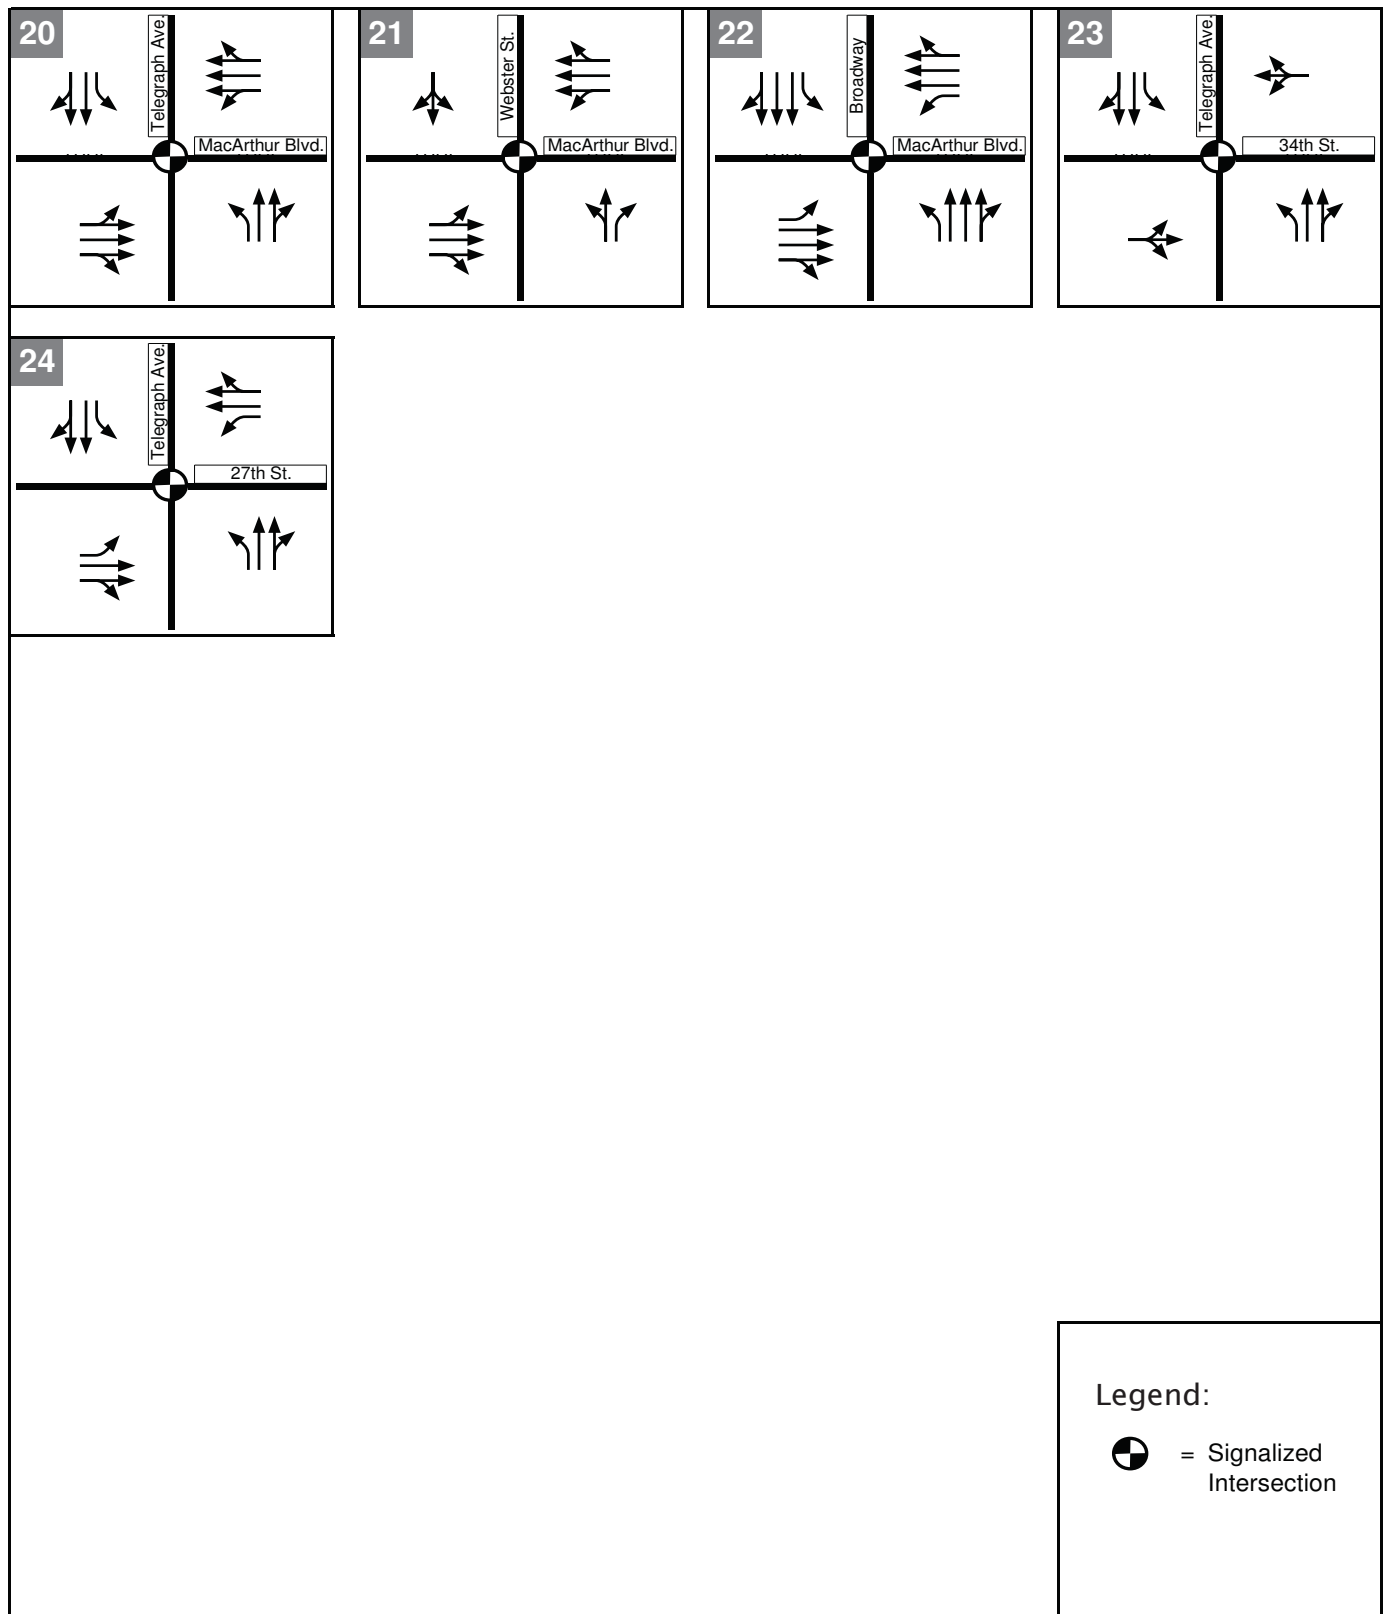 20
Telegraph Ave.
MacArthur Blvd.
21
Webster St.
MacArthur Blvd.
22
Broadway
MacArthur Blvd.
23
Telegraph Ave.
34th St.
24
Telegraph Ave.
27th St.
Legend:
= Signalized
Intersection